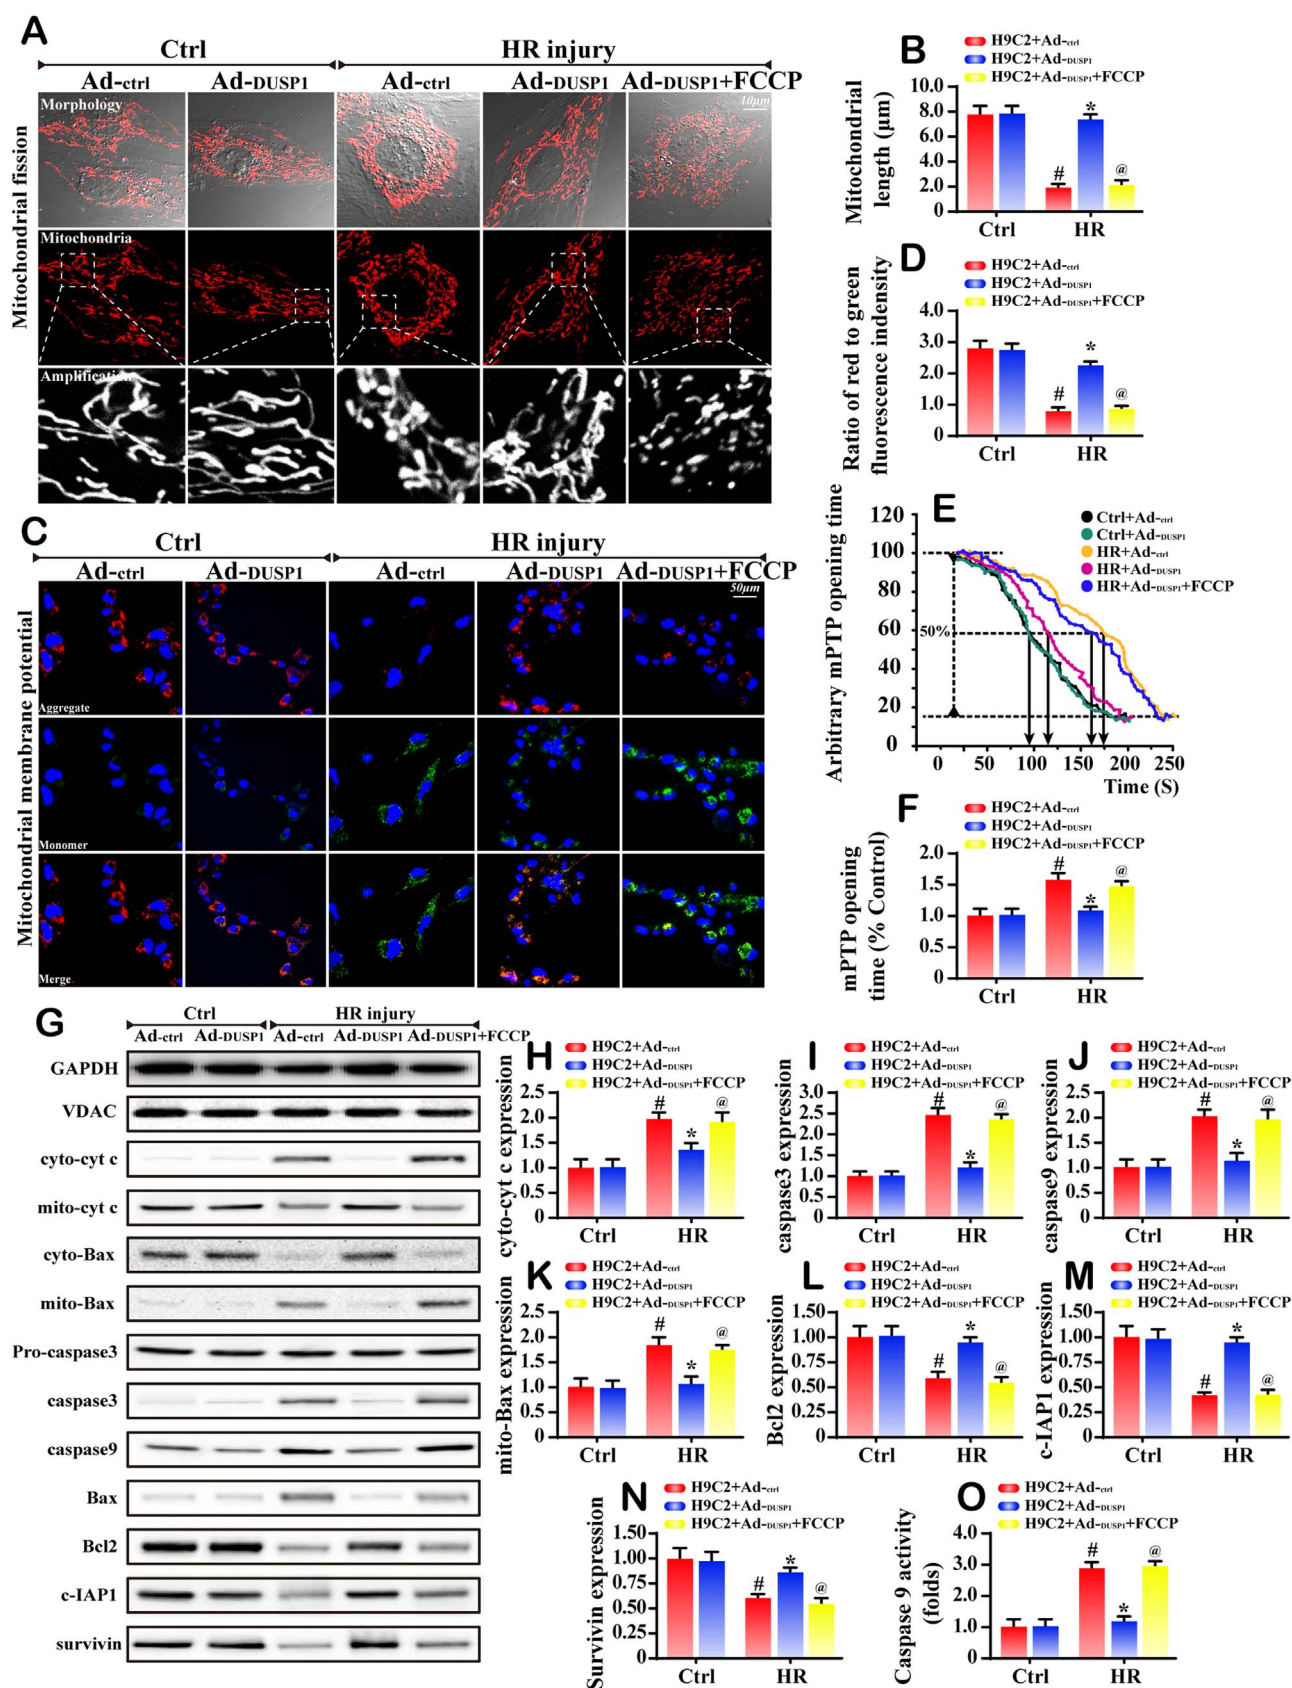 A
Ctrl
HR injury
Ad-ctrl
Ad-DUSP1
Ad-ctrl
Ad-DUSP1
Ad-DUSP1+FCCP
Mitochondrial fission
Morphology
10μm
Mitochondria
Amplification
B
H9C2+Ad-ctrl
H9C2+Ad-DUSP1
H9C2+Ad-DUSP1+FCCP
Mitochondrial
length (μm)
10.0
8.0
6.0
4.0
2.0
0
#
*
@
Ctrl
HR
D
H9C2+Ad-ctrl
H9C2+Ad-DUSP1
H9C2+Ad-DUSP1+FCCP
Ratio of red to green
fluorescence indensity
4.0
3.0
2.0
1.0
0
#
*
@
Ctrl
HR
C
Ctrl
HR injury
Ad-ctrl
Ad-DUSP1
Ad-ctrl
Ad-DUSP1
Ad-DUSP1+FCCP
Mitochondrial membrane potential
50μm
Aggregate
Monomer
Merge
E
Arbitrary mPTP opening time
120
100
80
60
40
20
0
50%
Ctrl+Ad-ctrl
Ctrl+Ad-DUSP1
HR+Ad-ctrl
HR+Ad-DUSP1
HR+Ad-DUSP1+FCCP
0 50 100 150 200 250
Time (S)
F
H9C2+Ad-ctrl
H9C2+Ad-DUSP1
H9C2+Ad-DUSP1+FCCP
mPTP opening
time (% Control)
2.0
1.5
1.0
0.5
0
#
*
@
Ctrl
HR
G
Ctrl
HR injury
Ad-ctrl
Ad-DUSP1
Ad-ctrl
Ad-DUSP1
Ad-DUSP1+FCCP
GAPDH
VDAC
cyto-cyt c
mito-cyt c
cyto-Bax
mito-Bax
Pro-caspase3
caspase3
caspase9
Bax
Bcl2
c-IAP1
survivin
H
H9C2+Ad-ctrl
H9C2+Ad-DUSP1
H9C2+Ad-DUSP1+FCCP
cyto-cyt c expression
2.5
2.0
1.5
1.0
0.5
0
#
*
@
Ctrl
HR
I
H9C2+Ad-ctrl
H9C2+Ad-DUSP1
H9C2+Ad-DUSP1+FCCP
caspase3 expression
3.0
2.5
2.0
1.5
1.0
0.5
0
#
*
@
Ctrl
HR
J
H9C2+Ad-ctrl
H9C2+Ad-DUSP1
H9C2+Ad-DUSP1+FCCP
caspase9 expression
2.5
2.0
1.5
1.0
0.5
0
#
*
@
Ctrl
HR
K
H9C2+Ad-ctrl
H9C2+Ad-DUSP1
H9C2+Ad-DUSP1+FCCP
mito-Bax expression
2.5
2.0
1.5
1.0
0.5
0
#
*
@
Ctrl
HR
L
H9C2+Ad-ctrl
H9C2+Ad-DUSP1
H9C2+Ad-DUSP1+FCCP
Bcl2 expression
1.25
1.00
0.75
0.50
0.25
0
#
*
@
Ctrl
HR
M
H9C2+Ad-ctrl
H9C2+Ad-DUSP1
H9C2+Ad-DUSP1+FCCP
c-IAP1 expression
1.25
1.00
0.75
0.50
0.25
0
#
*
@
Ctrl
HR
N
H9C2+Ad-ctrl
H9C2+Ad-DUSP1
H9C2+Ad-DUSP1+FCCP
Survivin expression
1.50
1.00
0.75
0.50
0.25
0
#
*
@
Ctrl
HR
O
H9C2+Ad-ctrl
H9C2+Ad-DUSP1
H9C2+Ad-DUSP1+FCCP
Caspase 9 activity
(folds)
4.0
3.0
2.0
1.0
0
#
*
@
Ctrl
HR